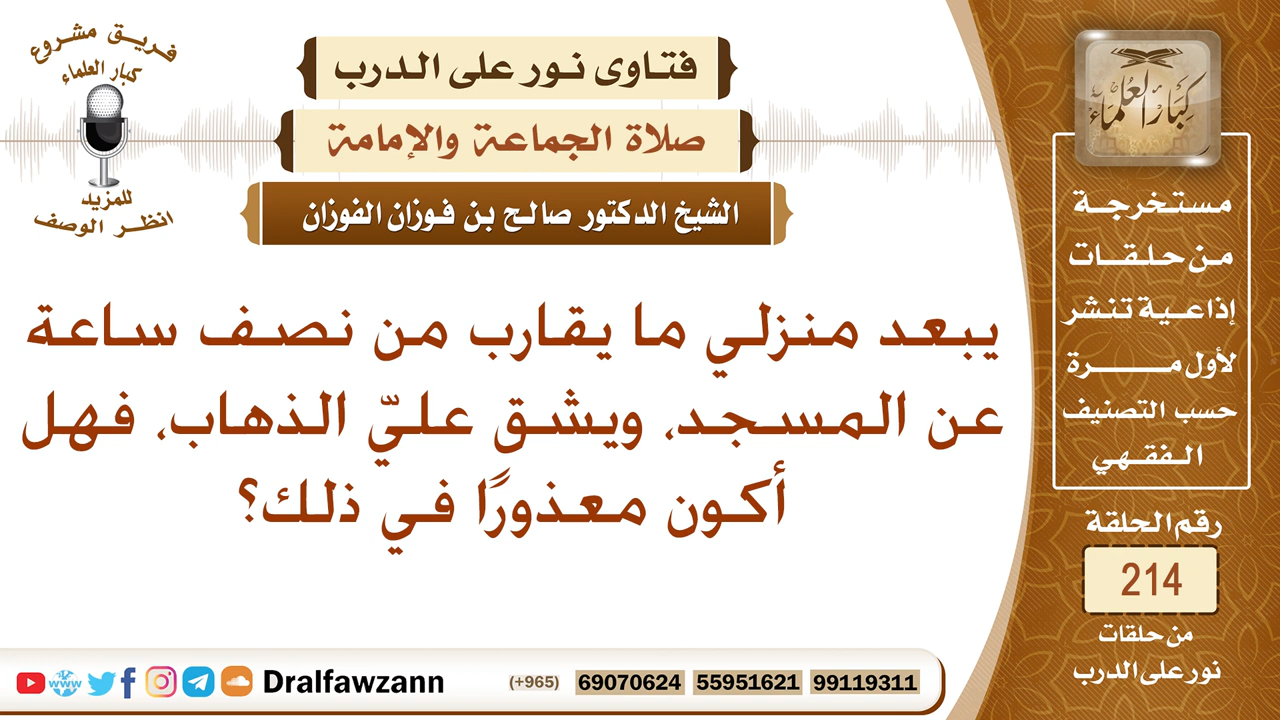 فريق مشروع
كبار العلماء
للمزيد
انظر الوصف
فتاوى نور على الدرب
صلاة الجماعة والإمامة
الشيخ الدكتور صالح بن فوزان الفوزان
يبعد منزلي ما يقارب من نصف ساعة
عن المسجد، ويشق عليّ الذهاب، فهل
أكون معذورًا في ذلك؟
كبار العلماء
مستخرجة
من حلقات
إذاعية تنشر
لأول مرة
حسب التصنيف
الفقهي
رقم الحلقة
214
من حلقات
نور على الدرب
www Dralfawzann (+965) 69070624 55951621 99119311